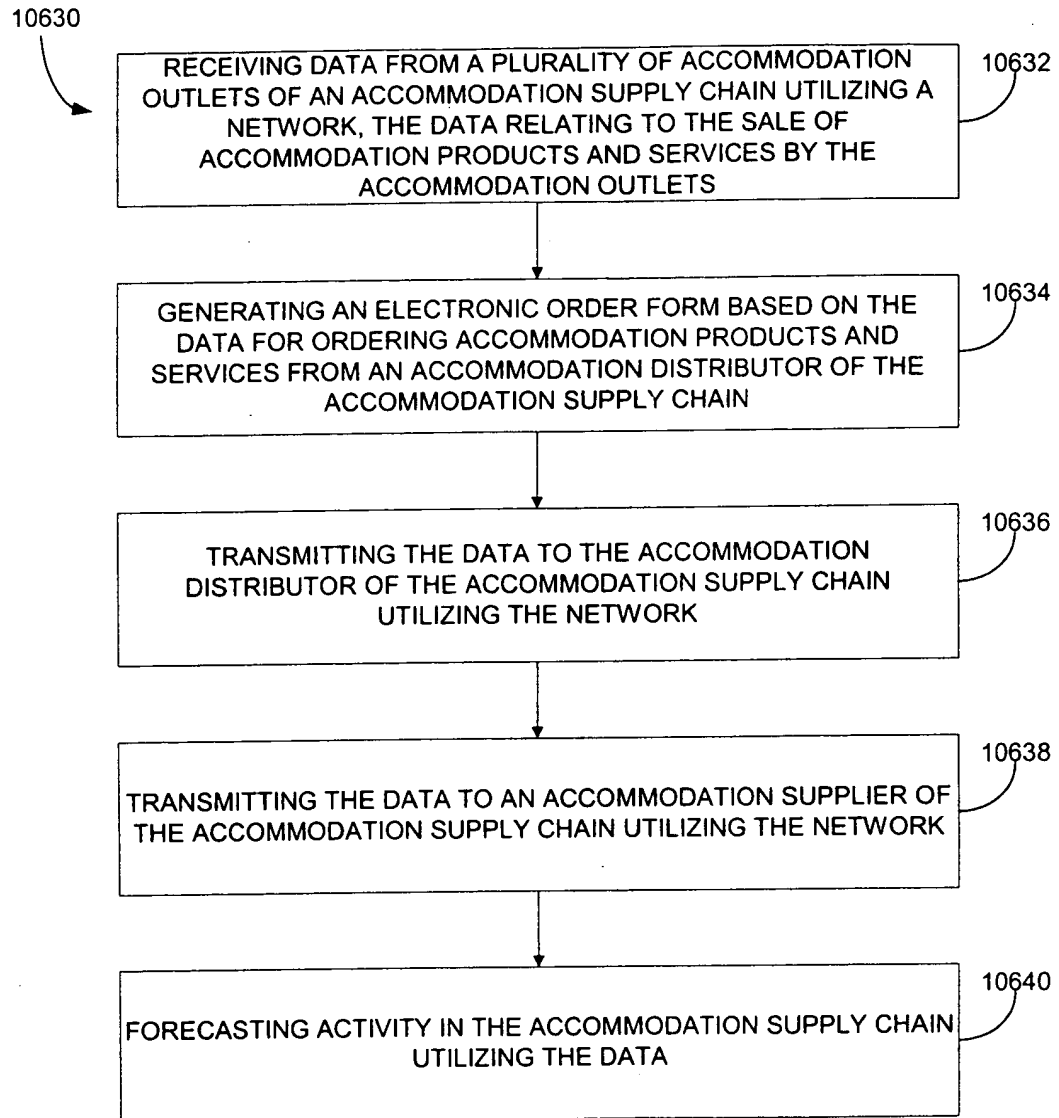 10630
RECEIVING DATA FROM A PLURALITY OF ACCOMMODATION
OUTLETS OF AN ACCOMMODATION SUPPLY CHAIN UTILIZING A
NETWORK, THE DATA RELATING TO THE SALE OF
ACCOMMODATION PRODUCTS AND SERVICES BY THE
ACCOMMODATION OUTLETS
10632
GENERATING AN ELECTRONIC ORDER FORM BASED ON THE
DATA FOR ORDERING ACCOMMODATION PRODUCTS AND
SERVICES FROM AN ACCOMMODATION DISTRIBUTOR OF THE
ACCOMMODATION SUPPLY CHAIN
10634
TRANSMITTING THE DATA TO THE ACCOMMODATION
DISTRIBUTOR OF THE ACCOMMODATION SUPPLY CHAIN
UTILIZING THE NETWORK
10636
TRANSMITTING THE DATA TO AN ACCOMMODATION SUPPLIER OF
THE ACCOMMODATION SUPPLY CHAIN UTILIZING THE NETWORK
10638
FORECASTING ACTIVITY IN THE ACCOMMODATION SUPPLY CHAIN
UTILIZING THE DATA
10640